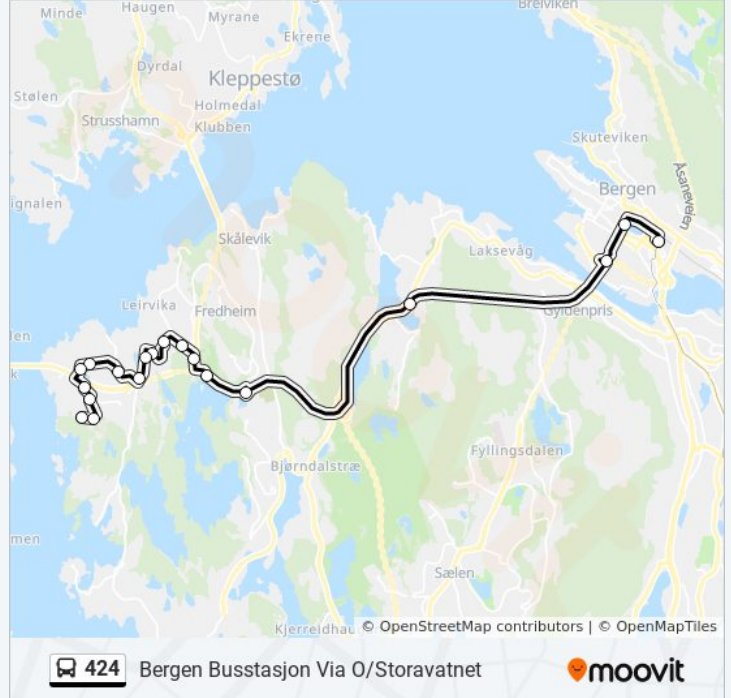 Minde
Haugen
Myrane
Breiviken
Ekrene
Dyrdal
Kleppestø
Stølen
Holmedal
Strusshamn
Klubben
Skuteviken
Åsaneveien
Bergen
ignalen
Skålevik
Laksevåg
Leirvika
Fredheim
Gyldenpris
len
k
Bjørndalstræ
Fyllingsdalen
men
Sælen
Kjerreidhau
© OpenStreetMap contributors | © OpenMapTiles
424
Bergen Busstasjon Via O/Storavatnet
moovit